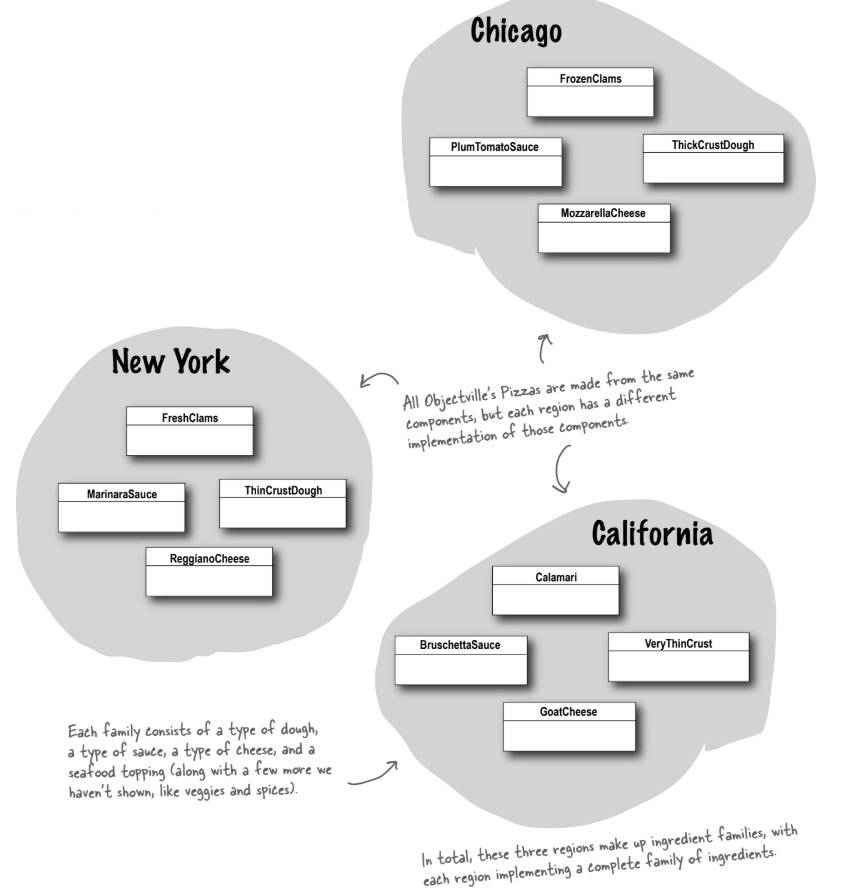 Chicago
FrozenClams
PlumTomatoSauce
ThickCrustDough
MozzarellaCheese
New York
FreshClams
MarinaraSauce
ThinCrustDough
ReggianoCheese
All Objectville's Pizzas are made from the same
components, but each region has a different
implementation of those components.
California
Calamari
BruschettaSauce
VeryThinCrust
GoatCheese
Each family consists of a type of dough,
a type of sauce, a type of cheese, and a
seafood topping (along with a few more we
haven't shown, like veggies and spices).
In total, these three regions make up ingredient families, with
each region implementing a complete family of ingredients.